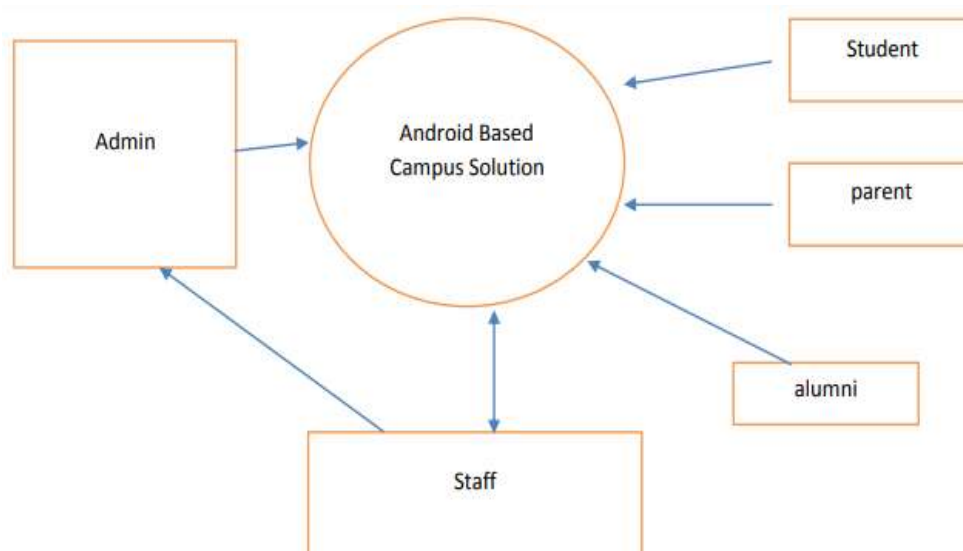 Student
Android Based
Campus Solution
Admin
parent
alumni
Staff